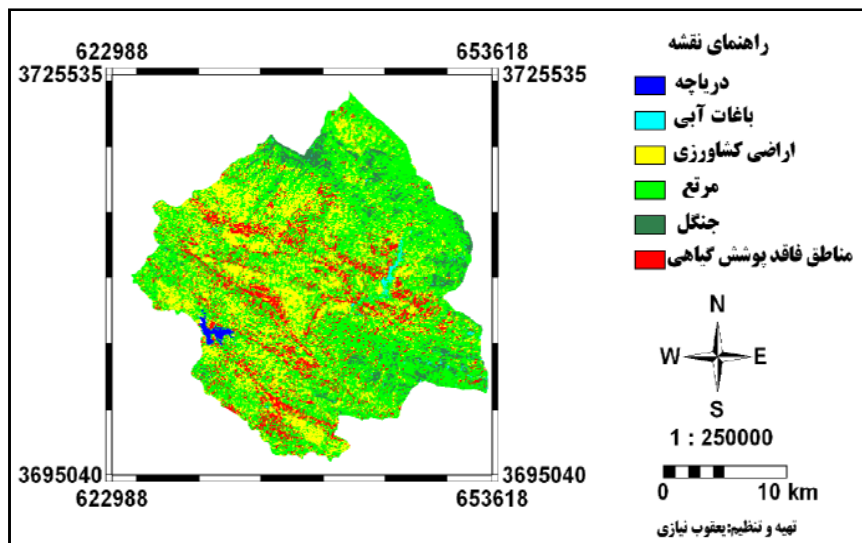 622988 653618
3725535 3725535
3695040 3695040
622988 653618
راهنمای نقشه
دریاچه
باغات آبی
اراضی کشاورزی
مرتع
جنگل
مناطق فاقد پوشش گیاهی
N
W E
S
1 : 250000
0 10 km
تهیه و تنظیم:یعقوب نیازی